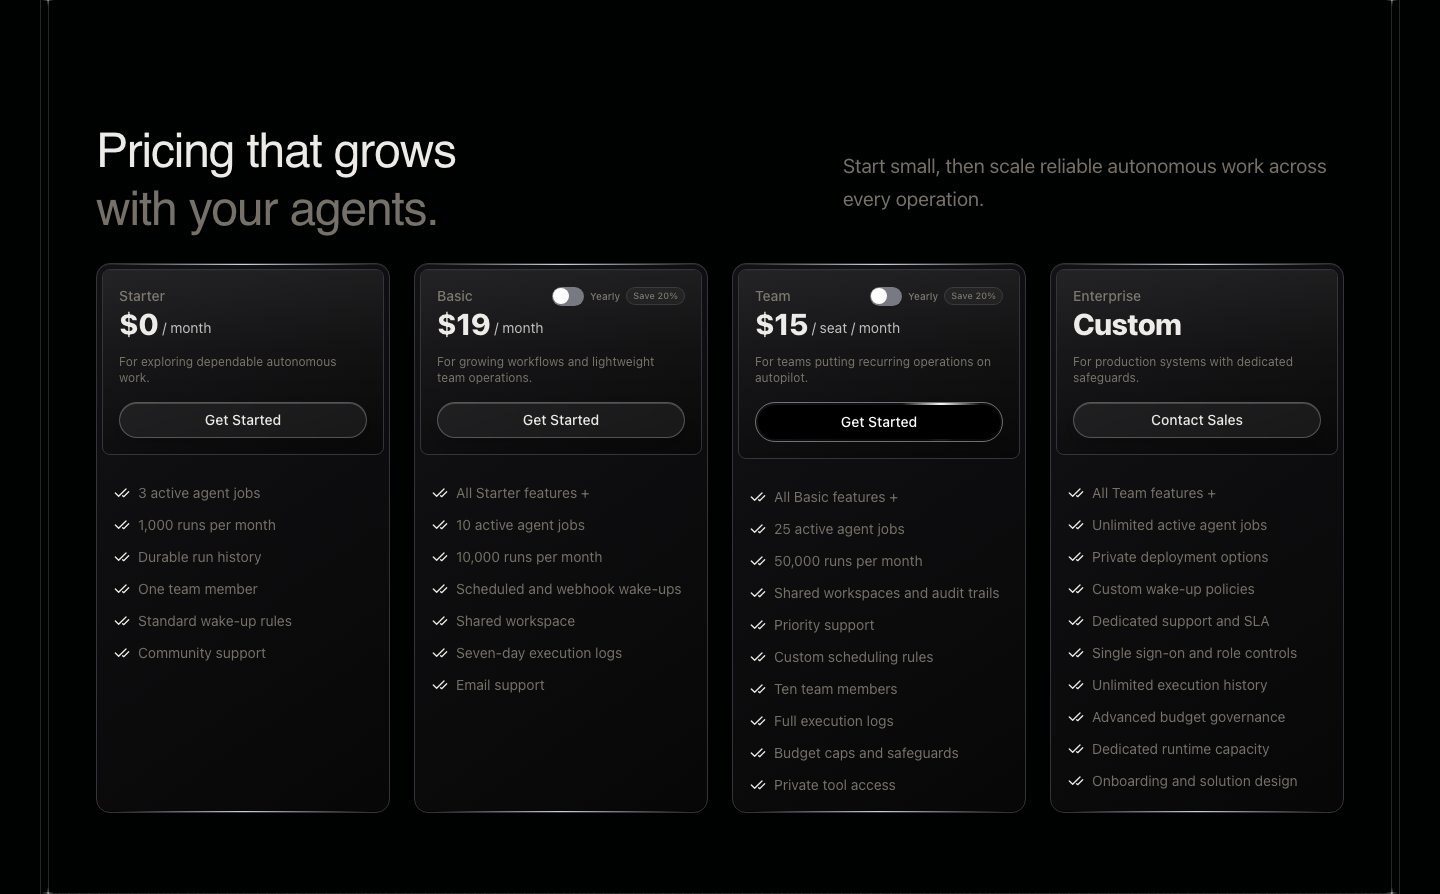 Pricing that grows
with your agents.
Start small, then scale reliable autonomous work across
every operation.
Starter
$0 / month
For exploring dependable autonomous
work.
Get Started
3 active agent jobs
1,000 runs per month
Durable run history
One team member
Standard wake-up rules
Community support
Basic
Yearly
Save 20%
$19 / month
For growing workflows and lightweight
team operations.
Get Started
All Starter features +
10 active agent jobs
10,000 runs per month
Scheduled and webhook wake-ups
Shared workspace
Seven-day execution logs
Email support
Team
Yearly
Save 20%
$15 / seat / month
For teams putting recurring operations on
autopilot.
Get Started
All Basic features +
25 active agent jobs
50,000 runs per month
Shared workspaces and audit trails
Priority support
Custom scheduling rules
Ten team members
Full execution logs
Budget caps and safeguards
Private tool access
Enterprise
Custom
For production systems with dedicated
safeguards.
Contact Sales
All Team features +
Unlimited active agent jobs
Private deployment options
Custom wake-up policies
Dedicated support and SLA
Single sign-on and role controls
Unlimited execution history
Advanced budget governance
Dedicated runtime capacity
Onboarding and solution design